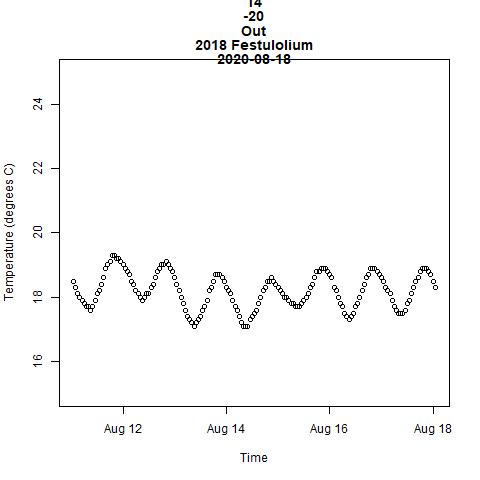 14
-20
Out
2018 Festulolium
2020-08-18
24
22
20
18
16
Temperature (degrees C)
Aug 12
Aug 14
Aug 16
Aug 18
Time